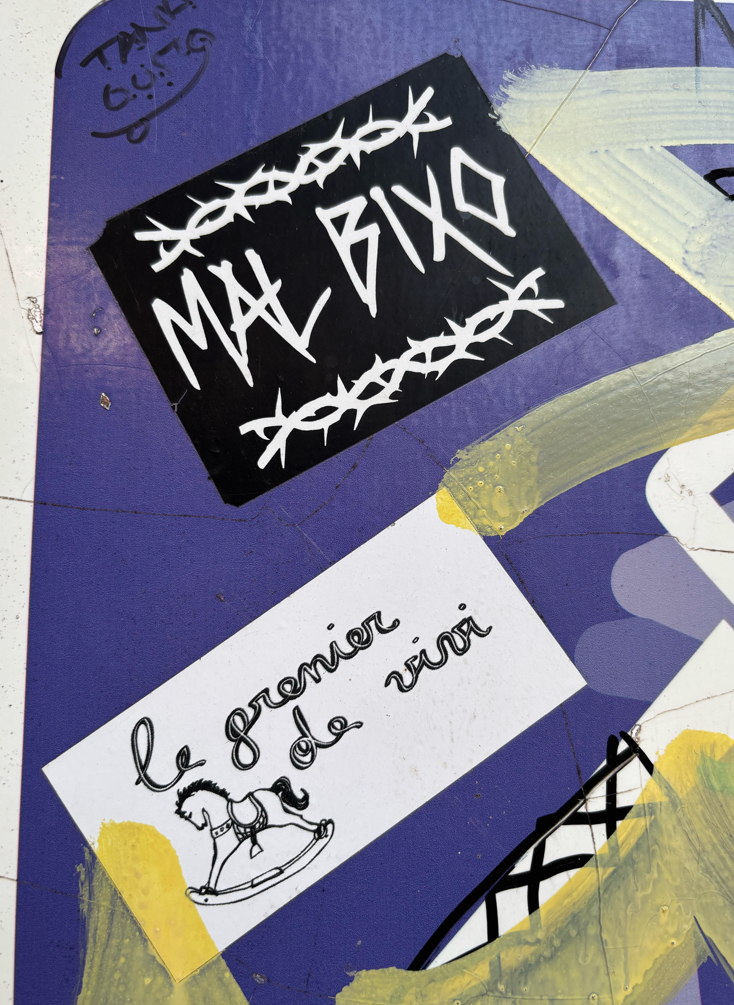 MAL BIXO
le grenier
de vivi